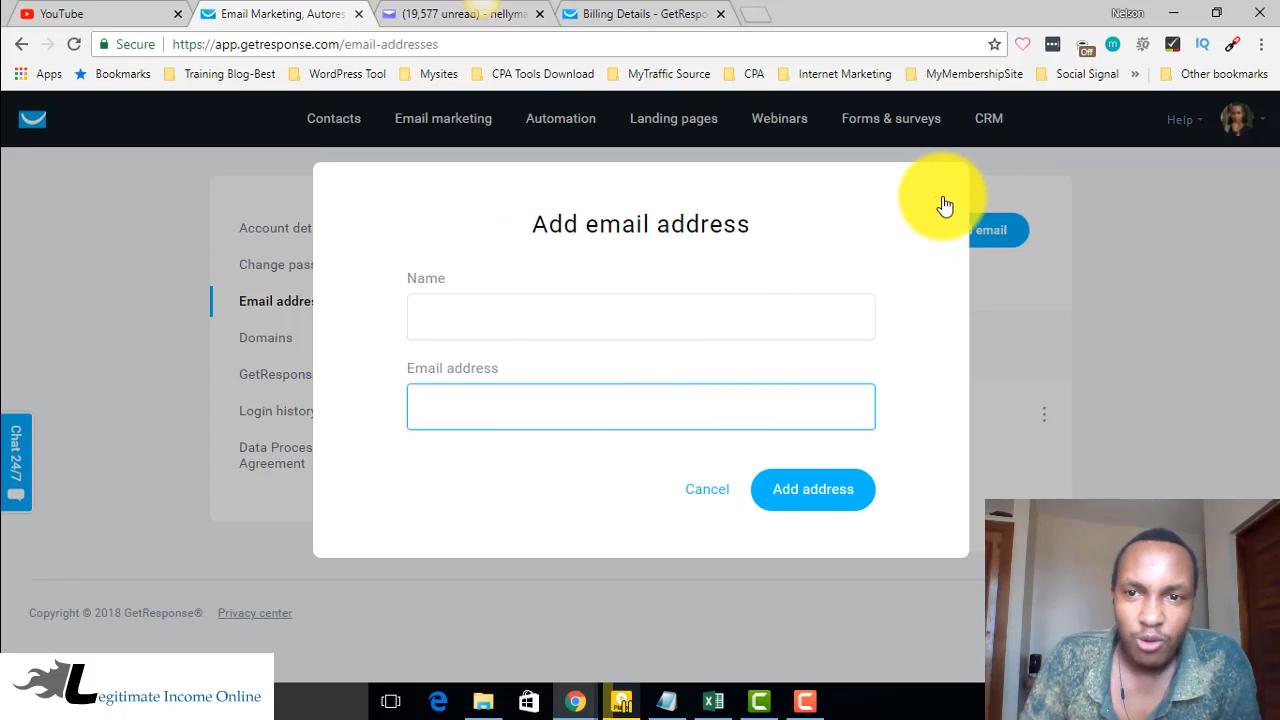 YouTube
Email Marketing, Autores
(19,577 unread) - nellyma
Billing Details - GetRespo
Nelson
Secure
https://app.getresponse.com/email-addresses
Off
Apps
Bookmarks
Training Blog-Best
WordPress Tool
Mysites
CPA Tools Download
MyTraffic Source
CPA
Internet Marketing
MyMembershipSite
Social Signal
Other bookmarks
Contacts
Email marketing
Automation
Landing pages
Webinars
Forms & surveys
CRM
Help
Account det
Change pass
Email addre
Domains
GetRespons
Login history
Data Proces
Agreement
Add email address
Name
Email address
Cancel
Add address
email
Chat 24/7
Copyright © 2018 GetResponse®
Privacy center
Legitimate Income Online